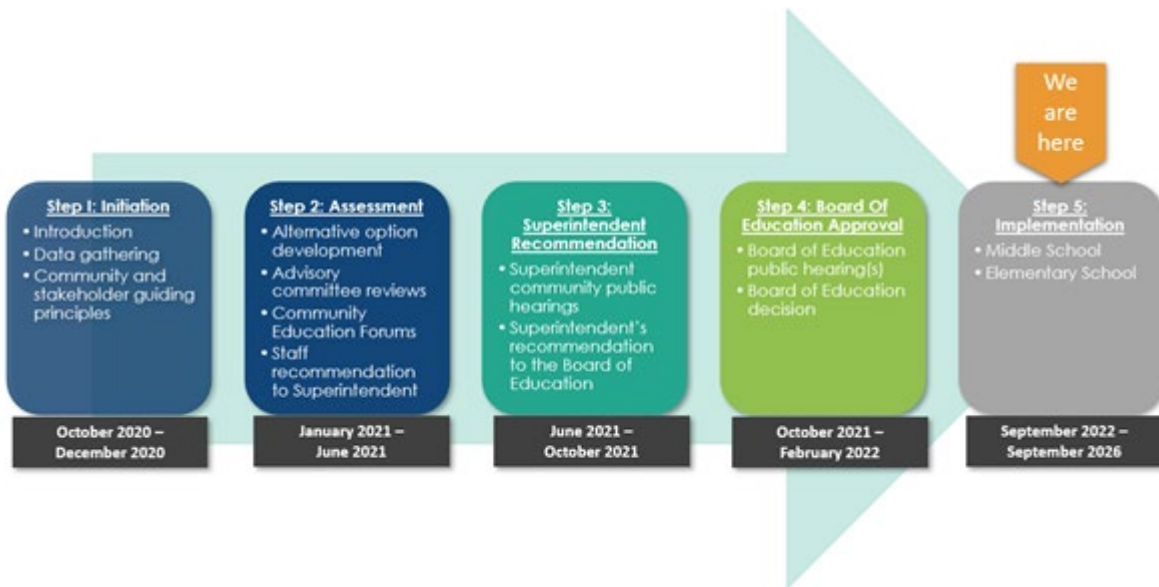 We
are
here
Step 1: Initiation
• Introduction
• Data gathering
• Community and
stakeholder guiding
principles
October 2020 –
December 2020
Step 2: Assessment
• Alternative option
development
• Advisory
committee reviews
• Community
Education Forums
• Staff
recommendation
to Superintendent
January 2021 –
June 2021
Step 3:
Superintendent
Recommendation
• Superintendent
community public
hearings
• Superintendent's
recommendation
to the Board of
Education
June 2021 –
October 2021
Step 4: Board Of
Education Approval
• Board of Education
public hearing(s)
• Board of Education
decision
October 2021 –
February 2022
Step 5:
Implementation
• Middle School
• Elementary School
September 2022 –
September 2026